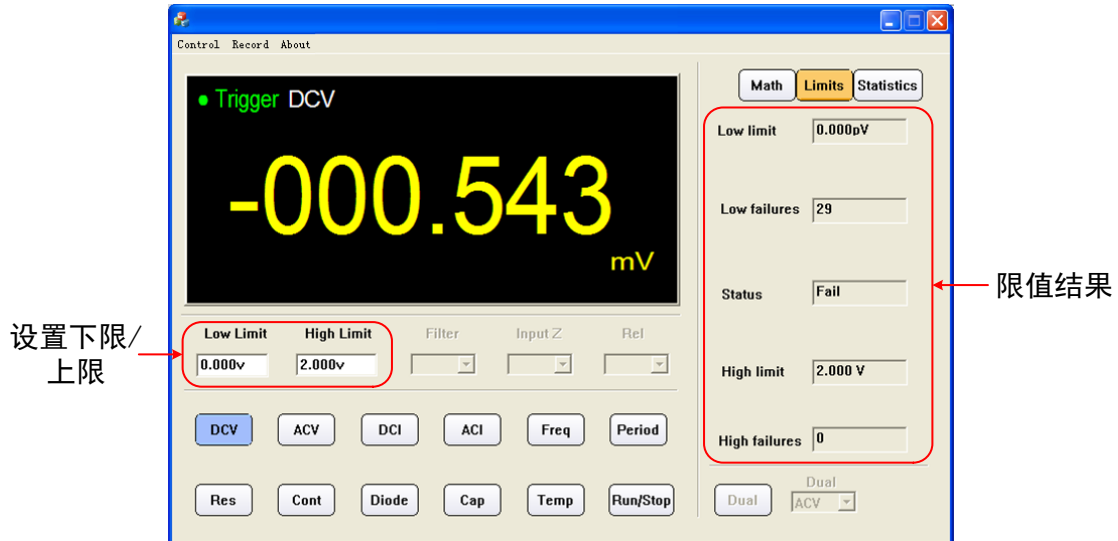 Control Record About
● Trigger DCV
-000.543
mV
Low Limit High Limit Filter Input Z Rel
0.000v 2.000v
DCV ACV DCI ACI Freq Period
Res Cont Diode Cap Temp Run/Stop
Math Limits Statistics
Low limit 0.000pV
Low failures 29
Status Fail
High limit 2.000 V
High failures 0
Dual
Dual ACV
设置下限/
上限
限值结果